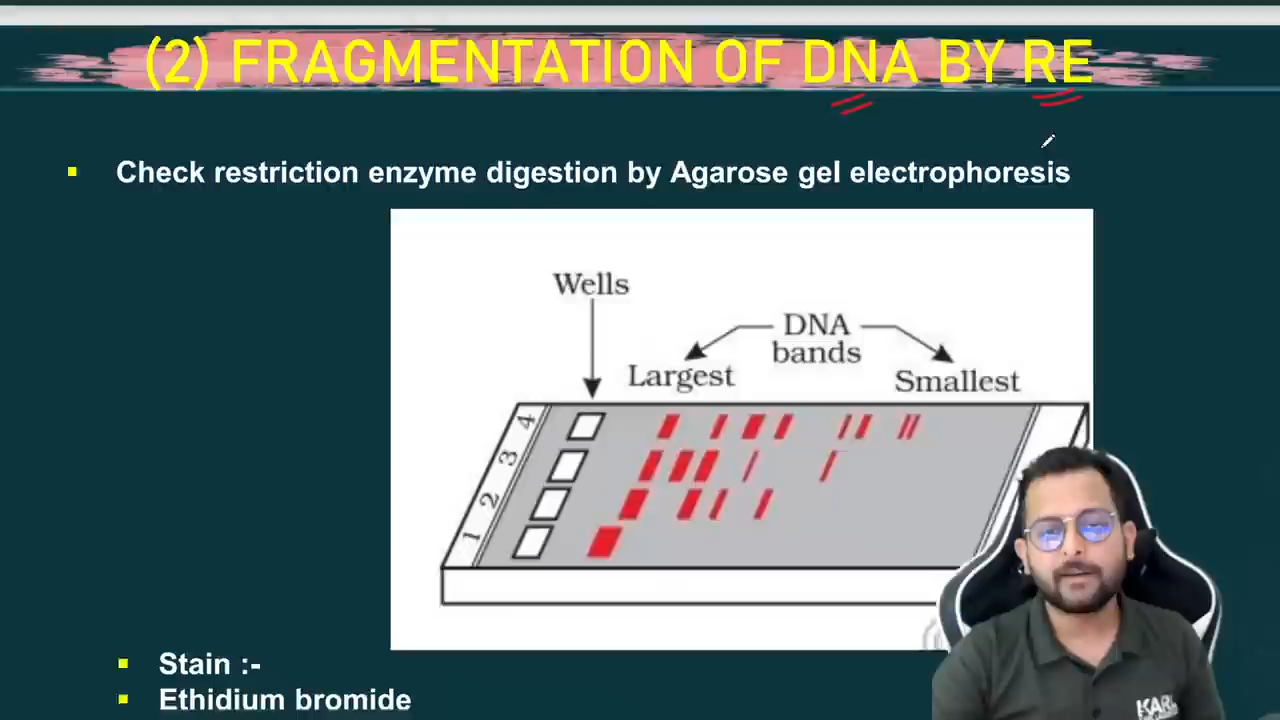 (2) FRAGMENTATION OF DNA BY RE
▪ Check restriction enzyme digestion by Agarose gel electrophoresis
Wells
DNA
bands
Largest
Smallest
4
3
2
1
▪ Stain :-
▪ Ethidium bromide